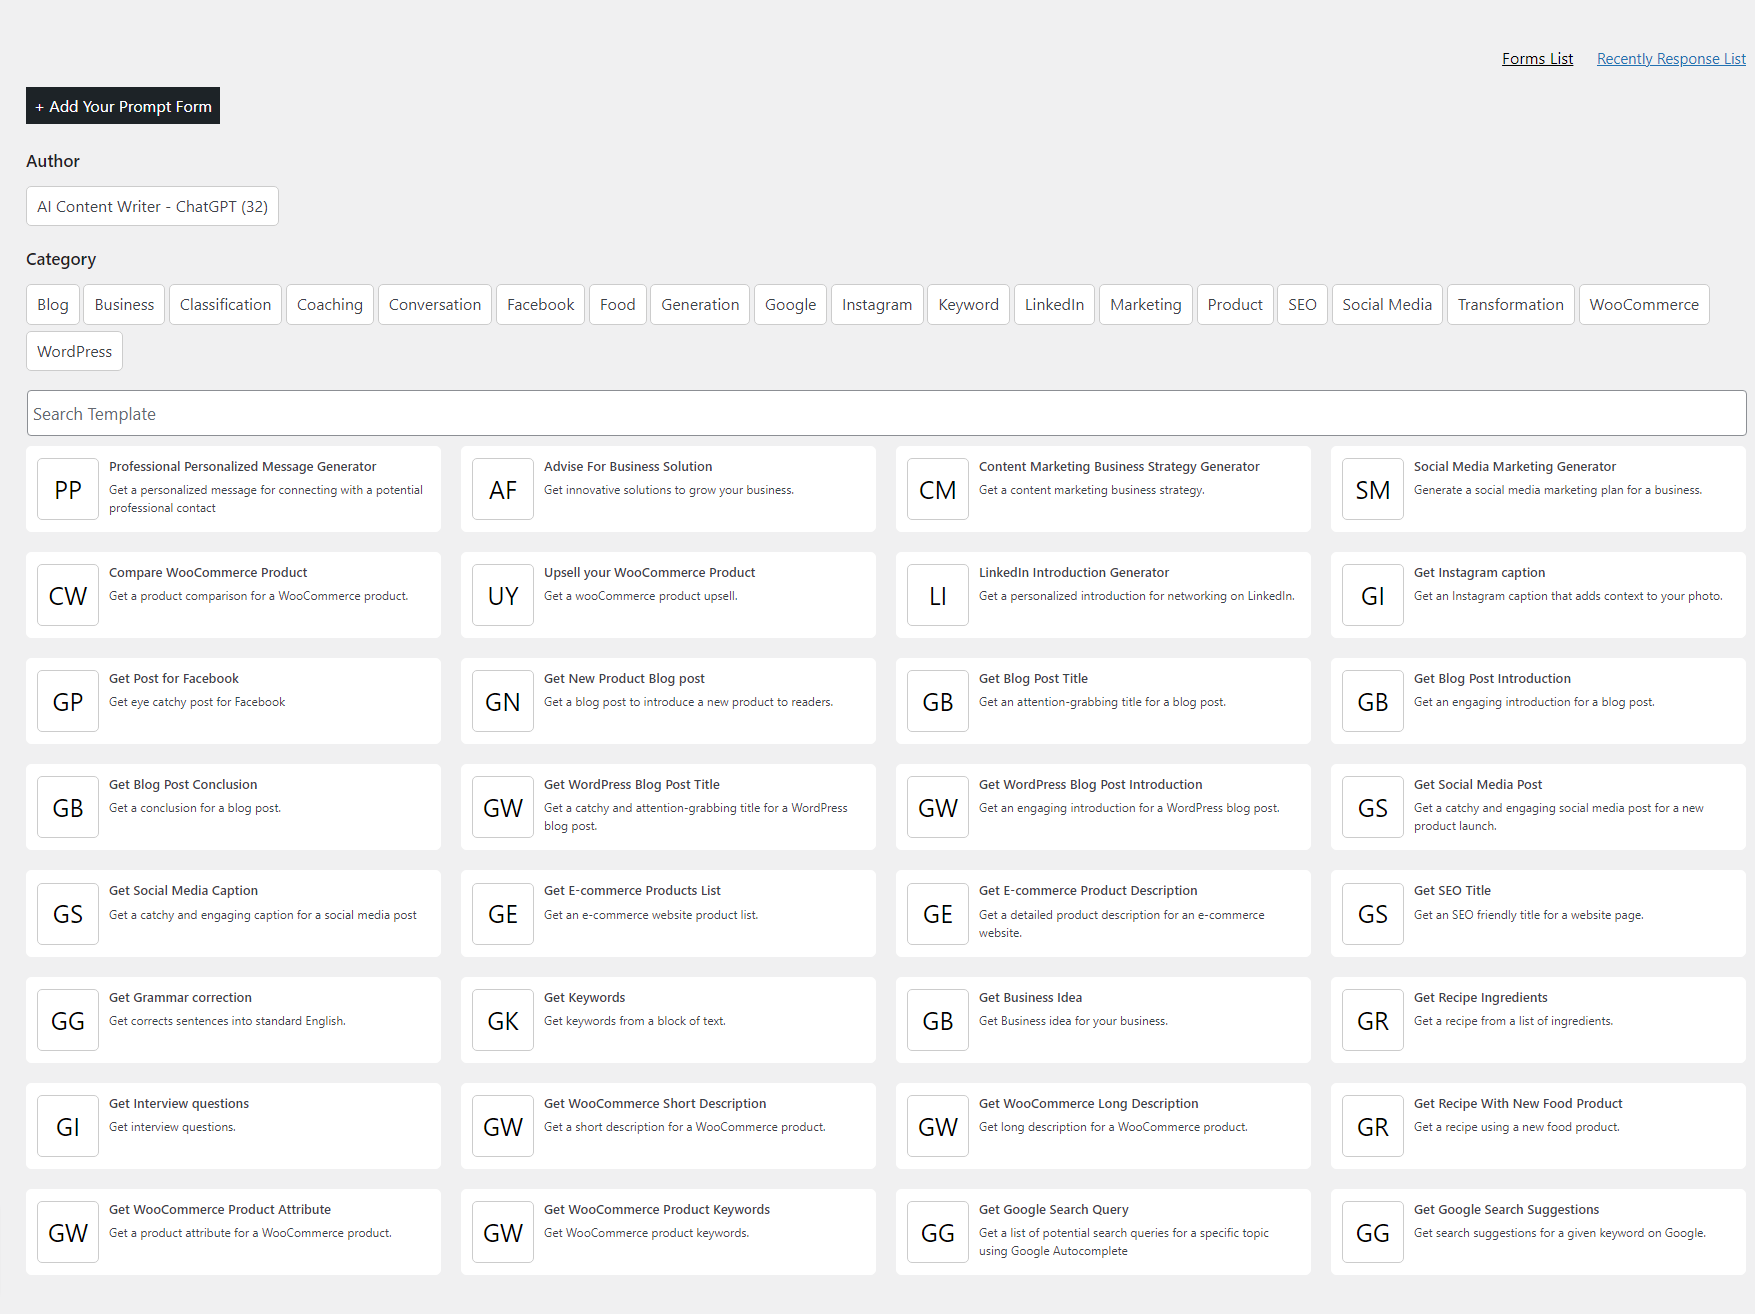 Forms List Recently Response List
+ Add Your Prompt Form
Author
AI Content Writer - ChatGPT (32)
Category
Blog Business Classification Coaching Conversation Facebook Food Generation Google Instagram Keyword LinkedIn Marketing Product SEO Social Media Transformation WooCommerce
WordPress
Search Template
PP
Professional Personalized Message Generator
Get a personalized message for connecting with a potential
professional contact
AF
Advise For Business Solution
Get innovative solutions to grow your business.
CM
Content Marketing Business Strategy Generator
Get a content marketing business strategy.
SM
Social Media Marketing Generator
Generate a social media marketing plan for a business.
CW
Compare WooCommerce Product
Get a product comparison for a WooCommerce product.
UY
Upsell your WooCommerce Product
Get a wooCommerce product upsell.
LI
LinkedIn Introduction Generator
Get a personalized introduction for networking on LinkedIn.
GI
Get Instagram caption
Get an Instagram caption that adds context to your photo.
GP
Get Post for Facebook
Get eye catchy post for Facebook
GN
Get New Product Blog post
Get a blog post to introduce a new product to readers.
GB
Get Blog Post Title
Get an attention-grabbing title for a blog post.
GB
Get Blog Post Introduction
Get an engaging introduction for a blog post.
GB
Get Blog Post Conclusion
Get a conclusion for a blog post.
GW
Get WordPress Blog Post Title
Get a catchy and attention-grabbing title for a WordPress
blog post.
GW
Get WordPress Blog Post Introduction
Get an engaging introduction for a WordPress blog post.
GS
Get Social Media Post
Get a catchy and engaging social media post for a new
product launch.
GS
Get Social Media Caption
Get a catchy and engaging caption for a social media post
GE
Get E-commerce Products List
Get an e-commerce website product list.
GE
Get E-commerce Product Description
Get a detailed product description for an e-commerce
website.
GS
Get SEO Title
Get an SEO friendly title for a website page.
GG
Get Grammar correction
Get corrects sentences into standard English.
GK
Get Keywords
Get keywords from a block of text.
GB
Get Business Idea
Get Business idea for your business.
GR
Get Recipe Ingredients
Get a recipe from a list of ingredients.
GI
Get Interview questions
Get interview questions.
GW
Get WooCommerce Short Description
Get a short description for a WooCommerce product.
GW
Get WooCommerce Long Description
Get long description for a WooCommerce product.
GR
Get Recipe With New Food Product
Get a recipe using a new food product.
GW
Get WooCommerce Product Attribute
Get a product attribute for a WooCommerce product.
GW
Get WooCommerce Product Keywords
Get WooCommerce product keywords.
GG
Get Google Search Query
Get a list of potential search queries for a specific topic
using Google Autocomplete
GG
Get Google Search Suggestions
Get search suggestions for a given keyword on Google.